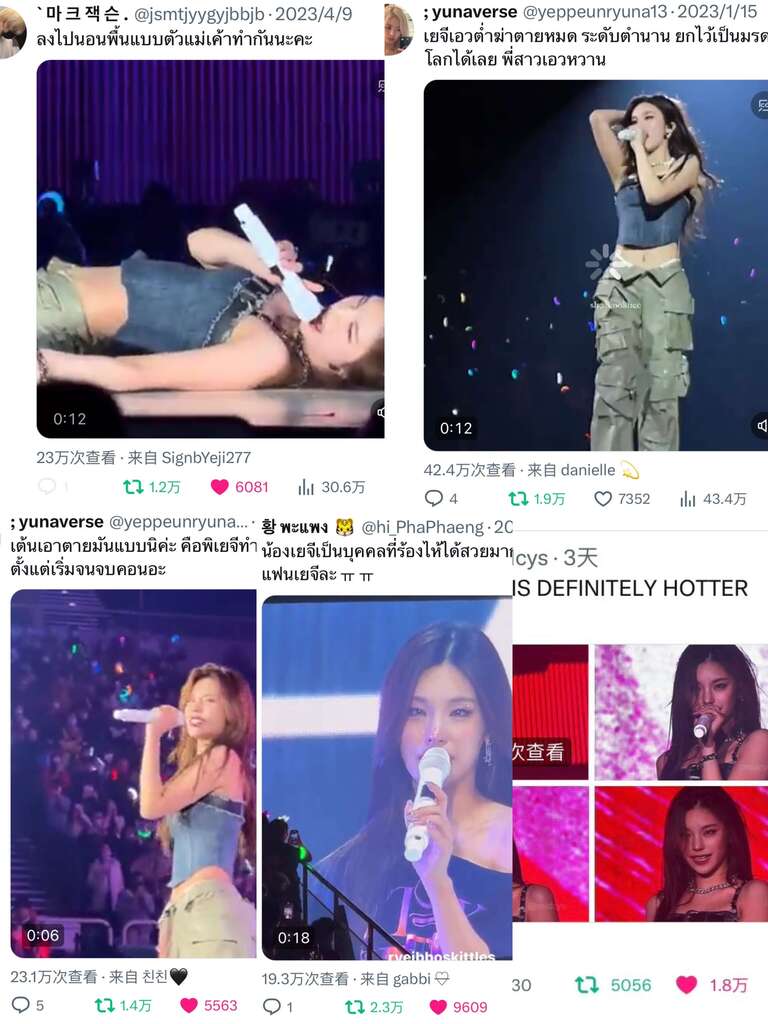 `마크잭슨. @jsmtjyygyjbbjb · 2023/4/9
ลงไปนอนพื้นแบบตัวแม่เค้าทำกันนะคะ
0:12
23万次查看 · 来自 SignbYeji277
1.2万 6081 30.6万
; yunaverse @yeppeunryuna13 · 2023/1/15
เยจีเอวต่ำฆ่าตายหมด ระดับตำนาน ยกไว้เป็นมรด
โลกได้เลย พี่สาวเอวหวาน
0:12
42.4万次查看 · 来自 danielle 💫
4 1.9万 7352 43.4万
; yunaverse @yeppeunryuna... ·
เต้นเอาตายมันแบบนิค่ะ คือพิเยจีทำ
ตั้งแต่เริ่มจนจบคอนอะ
0:06
23.1万次查看 · 来自 친친🖤
5 1.4万 5563
황 พะแพง 🐯 @hi_PhaPhaeng · 20
น้องเยจีเป็นบุคคลที่ร้องไห้ได้สวยมา
แฟนเยจีละ ㅠ ㅠ
0:18
ryejibboskittles
19.3万次查看 · 来自 gabbi ♡
1 2.3万 9609
cys · 3天
IS DEFINITELY HOTTER
次查看
30 5056 1.8万